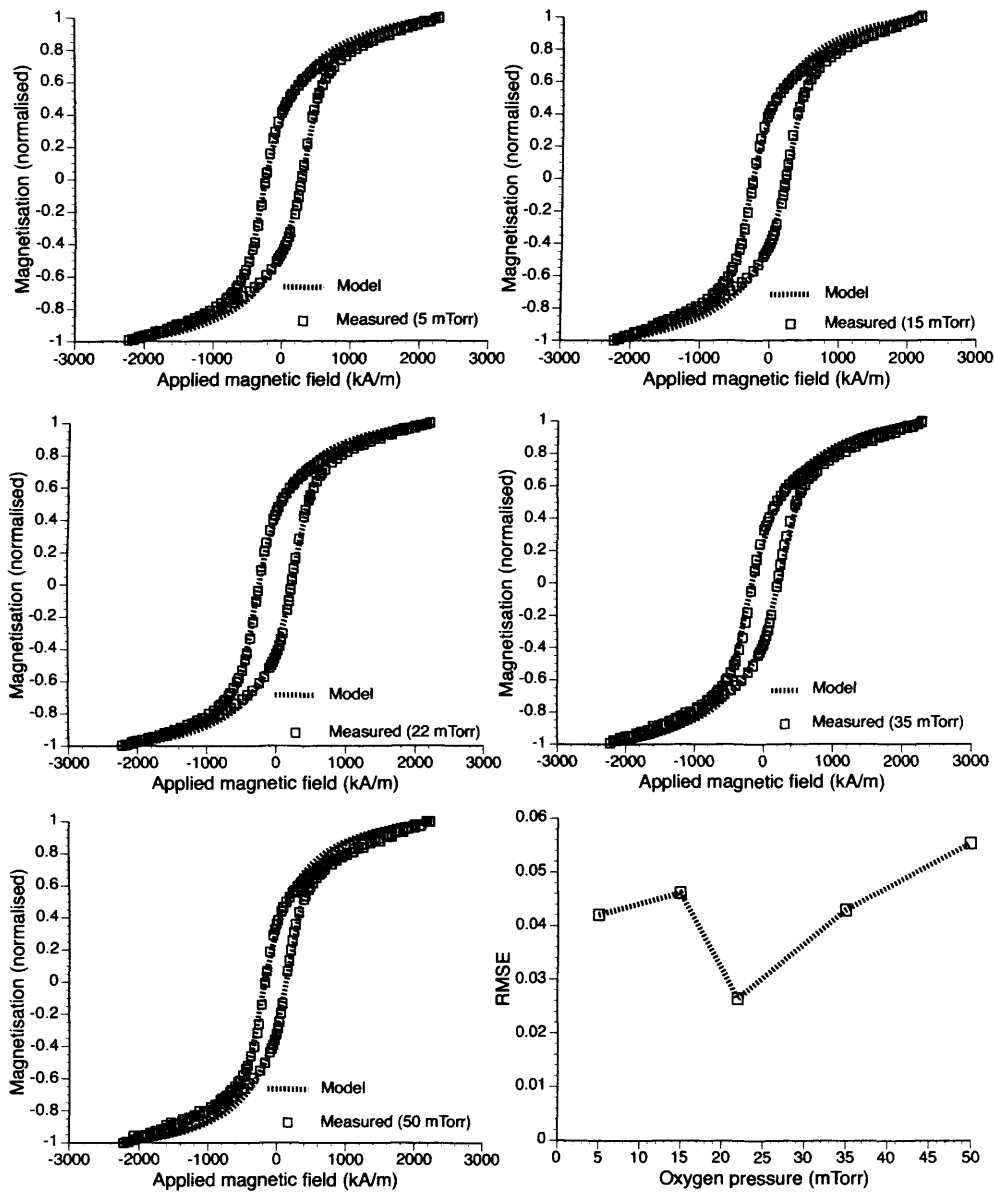 1
0.8
0.6
0.4
0.2
0
-0.2
-0.4
-0.6
-0.8
-1
Magnetisation (normalised)
Model
Measured (5 mTorr)
-3000 -2000 -1000 0 1000 2000 3000
Applied magnetic field (kA/m)
1
0.8
0.6
0.4
0.2
0
-0.2
-0.4
-0.6
-0.8
-1
Magnetisation (normalised)
Model
Measured (15 mTorr)
-3000 -2000 -1000 0 1000 2000 3000
Applied magnetic field (kA/m)
1
0.8
0.6
0.4
0.2
0
-0.2
-0.4
-0.6
-0.8
-1
Magnetisation (normalised)
Model
Measured (22 mTorr)
-3000 -2000 -1000 0 1000 2000 3000
Applied magnetic field (kA/m)
1
0.8
0.6
0.4
0.2
0
-0.2
-0.4
-0.6
-0.8
-1
Magnetisation (normalised)
Model
Measured (35 mTorr)
-3000 -2000 -1000 0 1000 2000 3000
Applied magnetic field (kA/m)
1
0.8
0.6
0.4
0.2
0
-0.2
-0.4
-0.6
-0.8
-1
Magnetisation (normalised)
Model
Measured (50 mTorr)
-3000 -2000 -1000 0 1000 2000 3000
Applied magnetic field (kA/m)
0.06
0.05
0.04
0.03
0.02
0.01
0
RMSE
0 5 10 15 20 25 30 35 40 45 50
Oxygen pressure (mTorr)